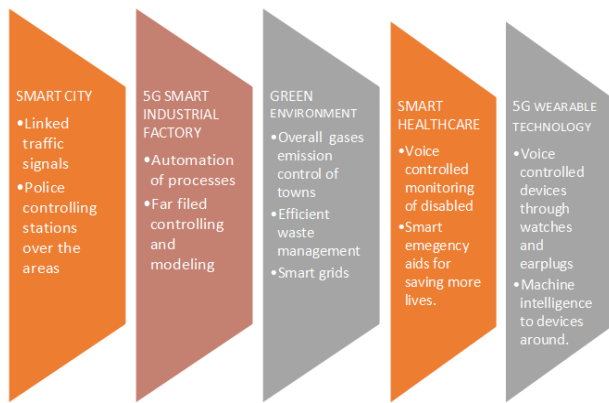 SMART CITY
•Linked
traffic
signals
•Police
controlling
stations
over the
areas
5G SMART
INDUSTRIAL
FACTORY
•Automation
of processes
•Far filed
controlling
and
modeling
GREEN
ENVIRONMENT
•Overall gases
emission
control of
towns
•Efficient
waste
management
•Smart grids
SMART
HEALTHCARE
•Voice
controlled
monitoring
of disabled
•Smart
emegency
aids for
saving more
lives.
5G WEARABLE
TECHNOLOGY
•Voice
controlled
devices
through
watches
and
earplugs
•Machine
intelligence
to devices
around.